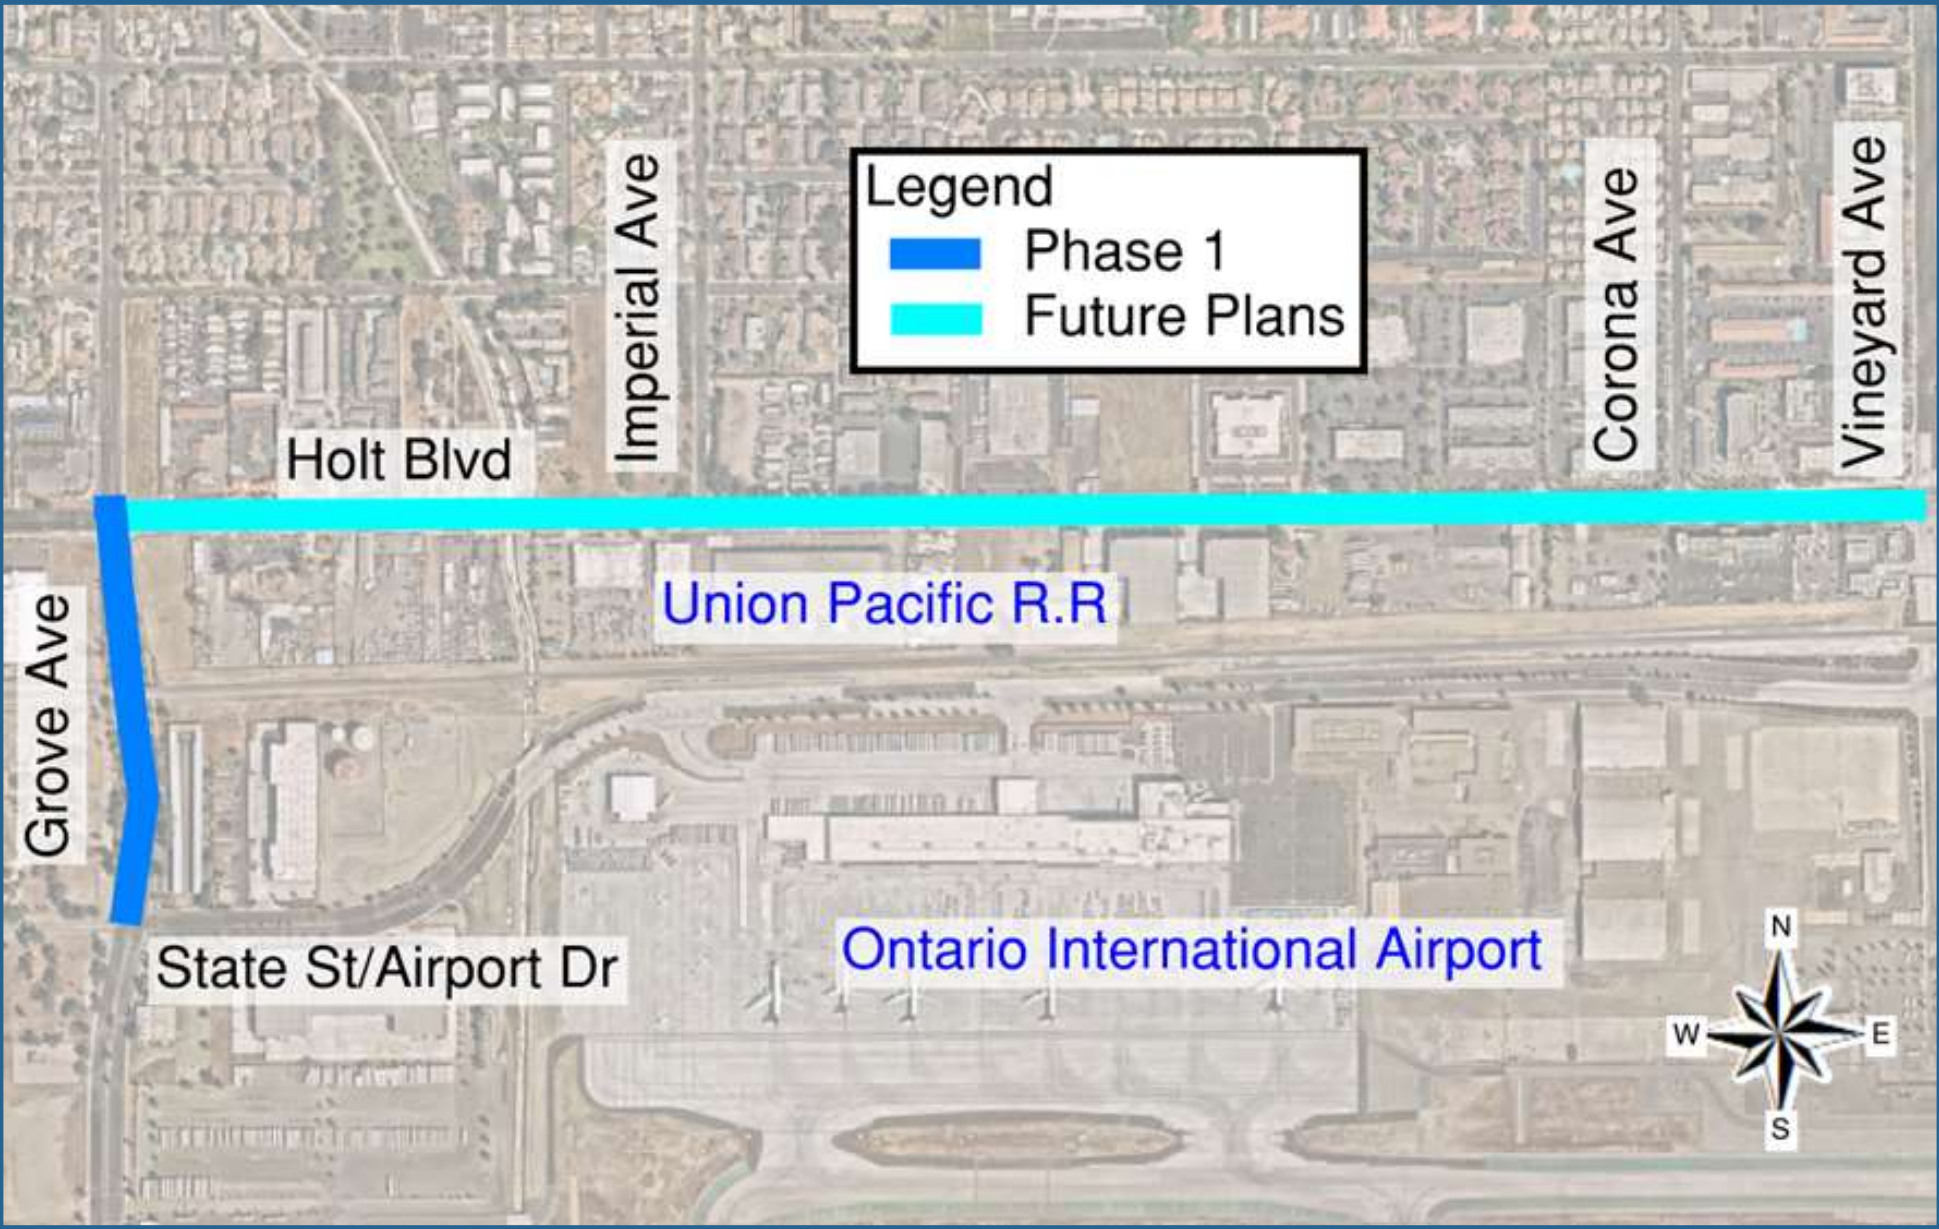 Legend
Phase 1
Future Plans
Imperial Ave
Corona Ave
Vineyard Ave
Holt Blvd
Union Pacific R.R
Grove Ave
State St/Airport Dr
Ontario International Airport
N
W
E
S